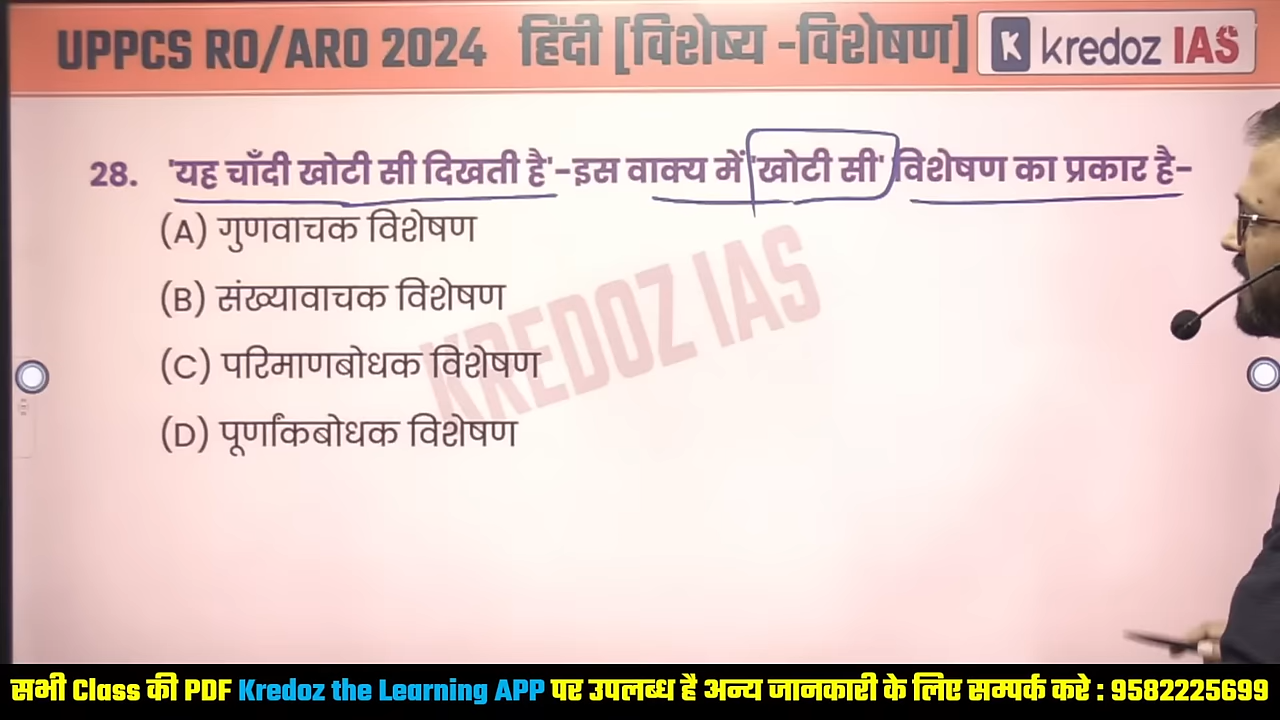 UPPCS RO/ARO 2024 हिंदी [विशेष्य -विशेषण] kredoz IAS
28. 'यह चाँदी खोटी सी दिखती है'-इस वाक्य में 'खोटी सी' विशेषण का प्रकार है-
(A) गुणवाचक विशेषण
(B) संख्यावाचक विशेषण
(C) परिमाणबोधक विशेषण
(D) पूर्णांकबोधक विशेषण
KREDOZ IAS
सभी Class की PDF Kredoz the Learning APP पर उपलब्ध है अन्य जानकारी के लिए सम्पर्क करे : 9582225699